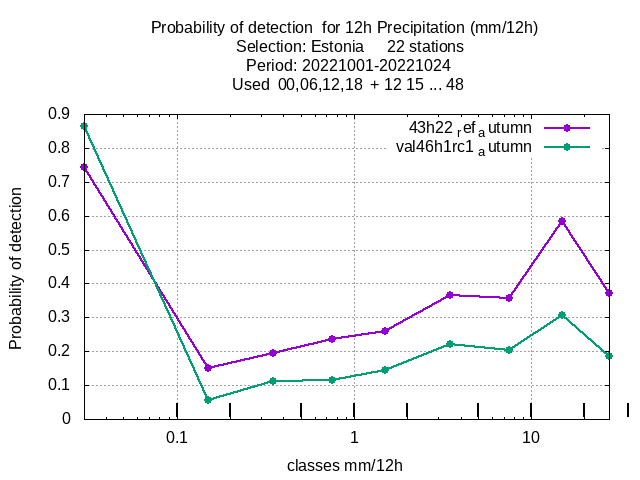 Probability of detection  for 12h Precipitation (mm/12h)
Selection: Estonia     22 stations
Period: 20221001-20221024
Used  00,06,12,18  + 12 15 ... 48
43h22 ref a utumn
val46h1rc1 a utumn
0.9
0.8
0.7
0.6
0.5
0.4
0.3
0.2
0.1
0
Probability of detection
0.1
1
10
classes mm/12h